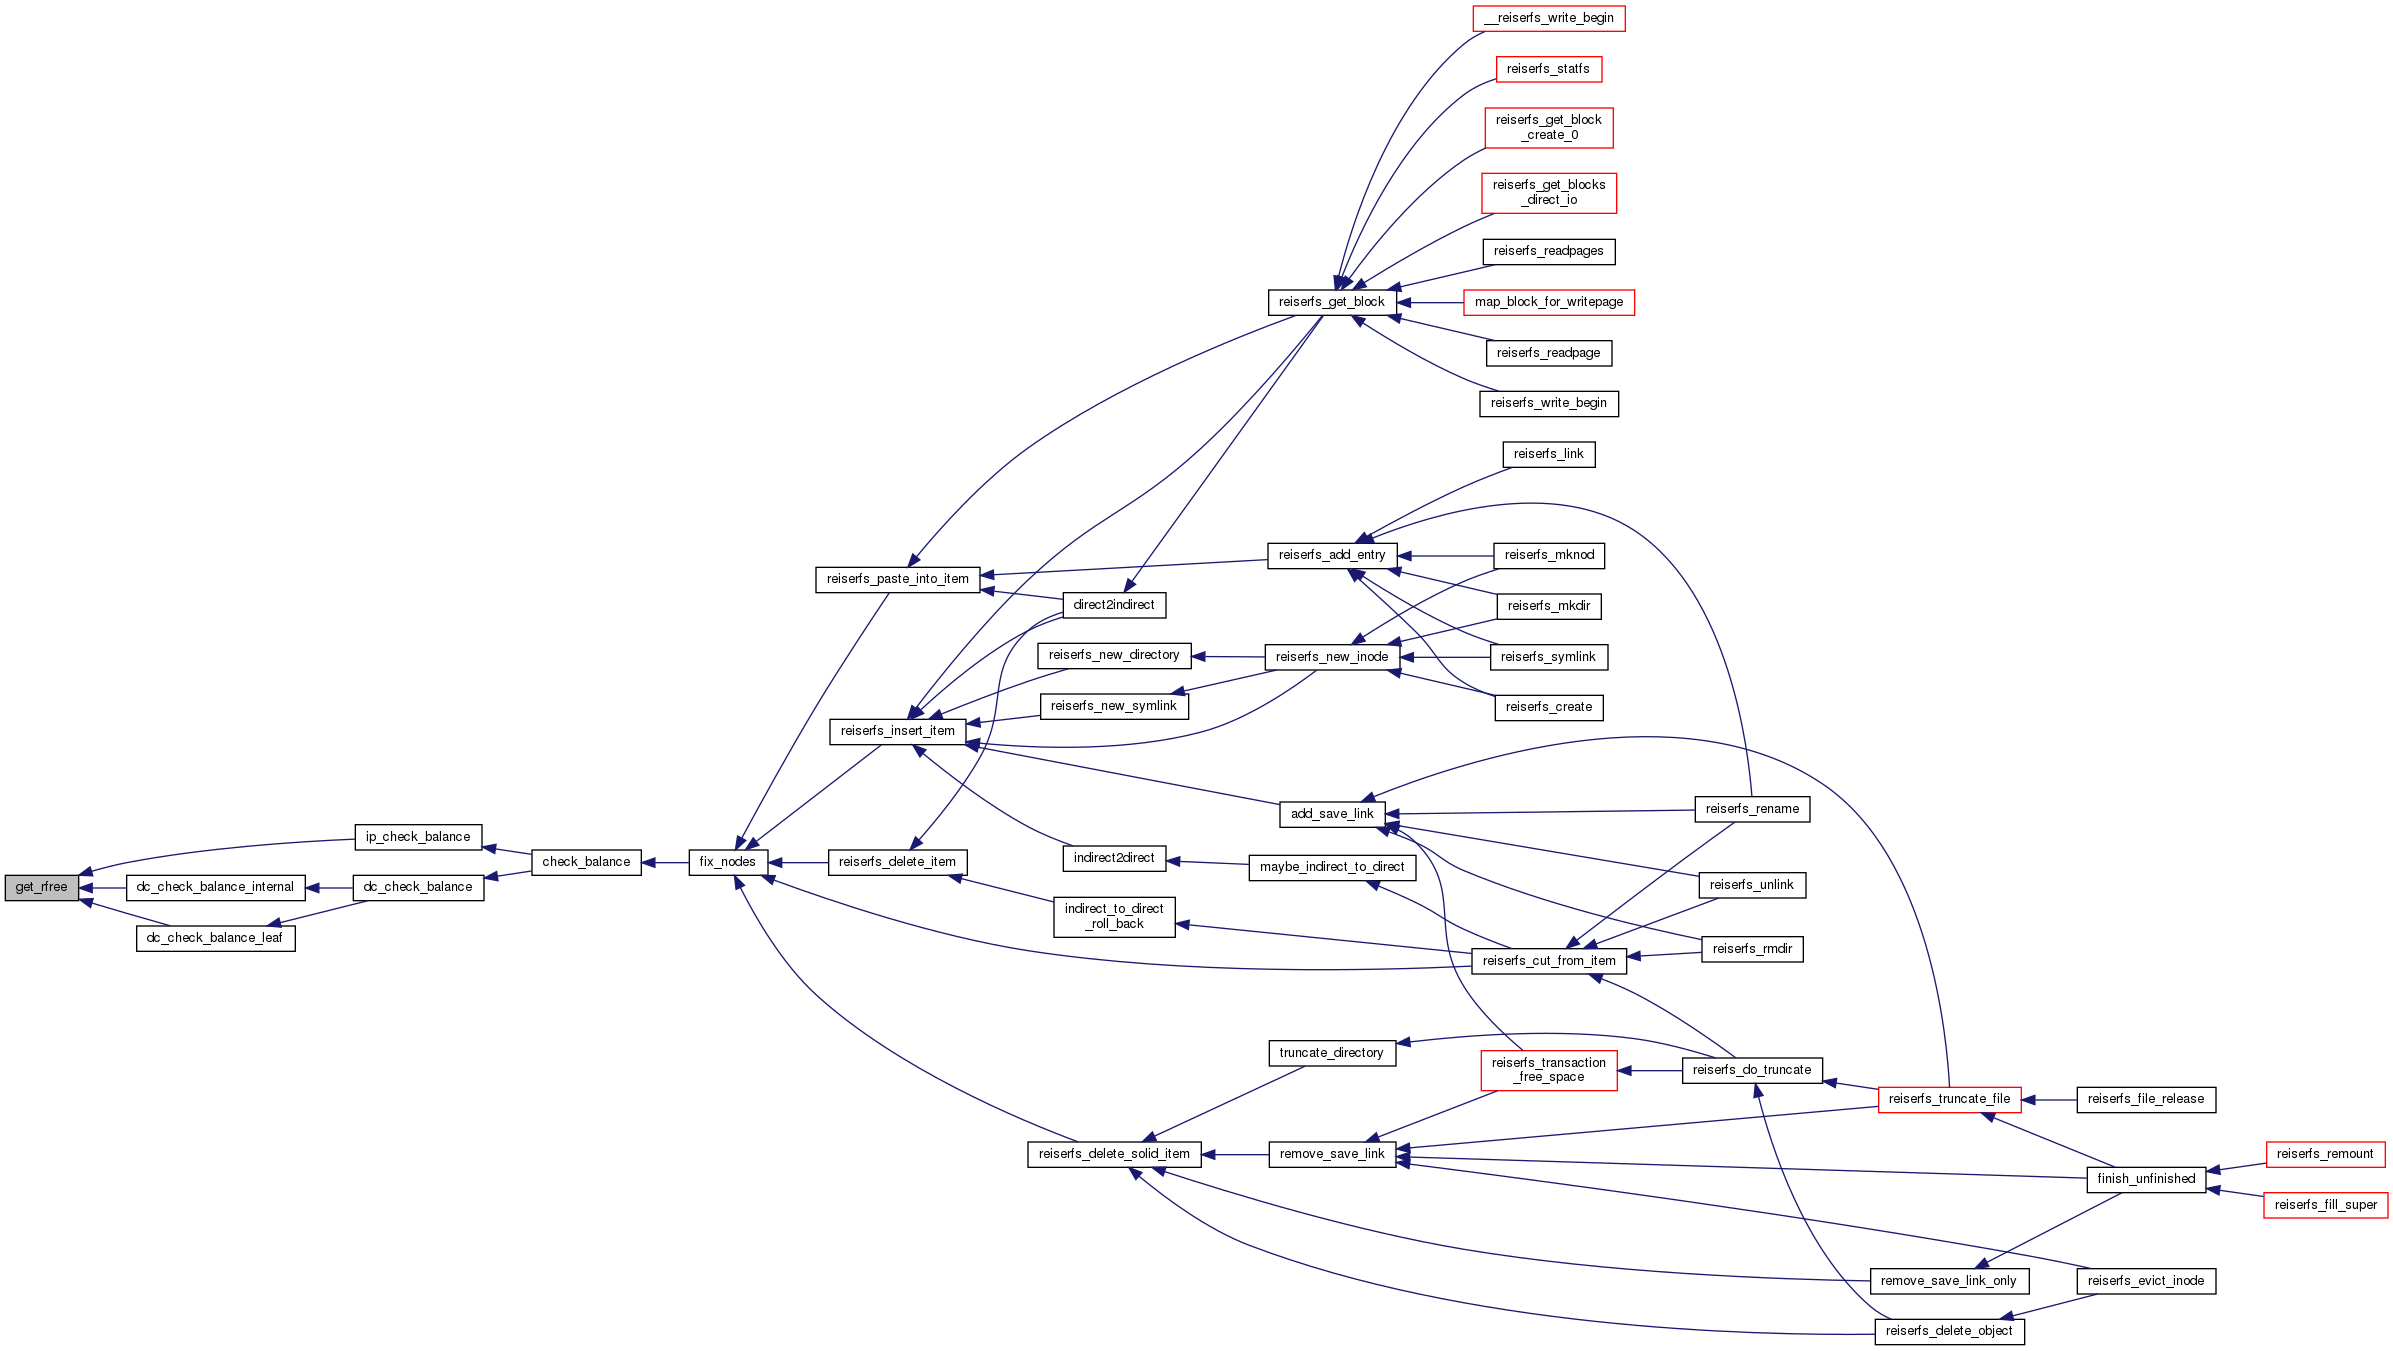 __reiserfs_write_begin
reiserfs_statfs
reiserfs_get_block
_create_0
reiserfs_get_blocks
_direct_io
reiserfs_readpages
reiserfs_get_block
map_block_for_writepage
reiserfs_readpage
reiserfs_write_begin
reiserfs_link
reiserfs_add_entry
reiserfs_mknod
reiserfs_paste_into_item
direct2indirect
reiserfs_mkdir
reiserfs_new_directory
reiserfs_new_inode
reiserfs_symlink
reiserfs_new_symlink
reiserfs_create
reiserfs_insert_item
add_save_link
reiserfs_rename
ip_check_balance
check_balance
fix_nodes
reiserfs_delete_item
indirect2direct
maybe_indirect_to_direct
reiserfs_unlink
get_rfree
dc_check_balance_internal
dc_check_balance
dc_check_balance_leaf
indirect_to_direct
_roll_back
reiserfs_cut_from_item
reiserfs_rmdir
truncate_directory
reiserfs_transaction
_free_space
reiserfs_do_truncate
reiserfs_truncate_file
reiserfs_file_release
reiserfs_delete_solid_item
remove_save_link
finish_unfinished
reiserfs_remount
reiserfs_fill_super
remove_save_link_only
reiserfs_evict_inode
reiserfs_delete_object